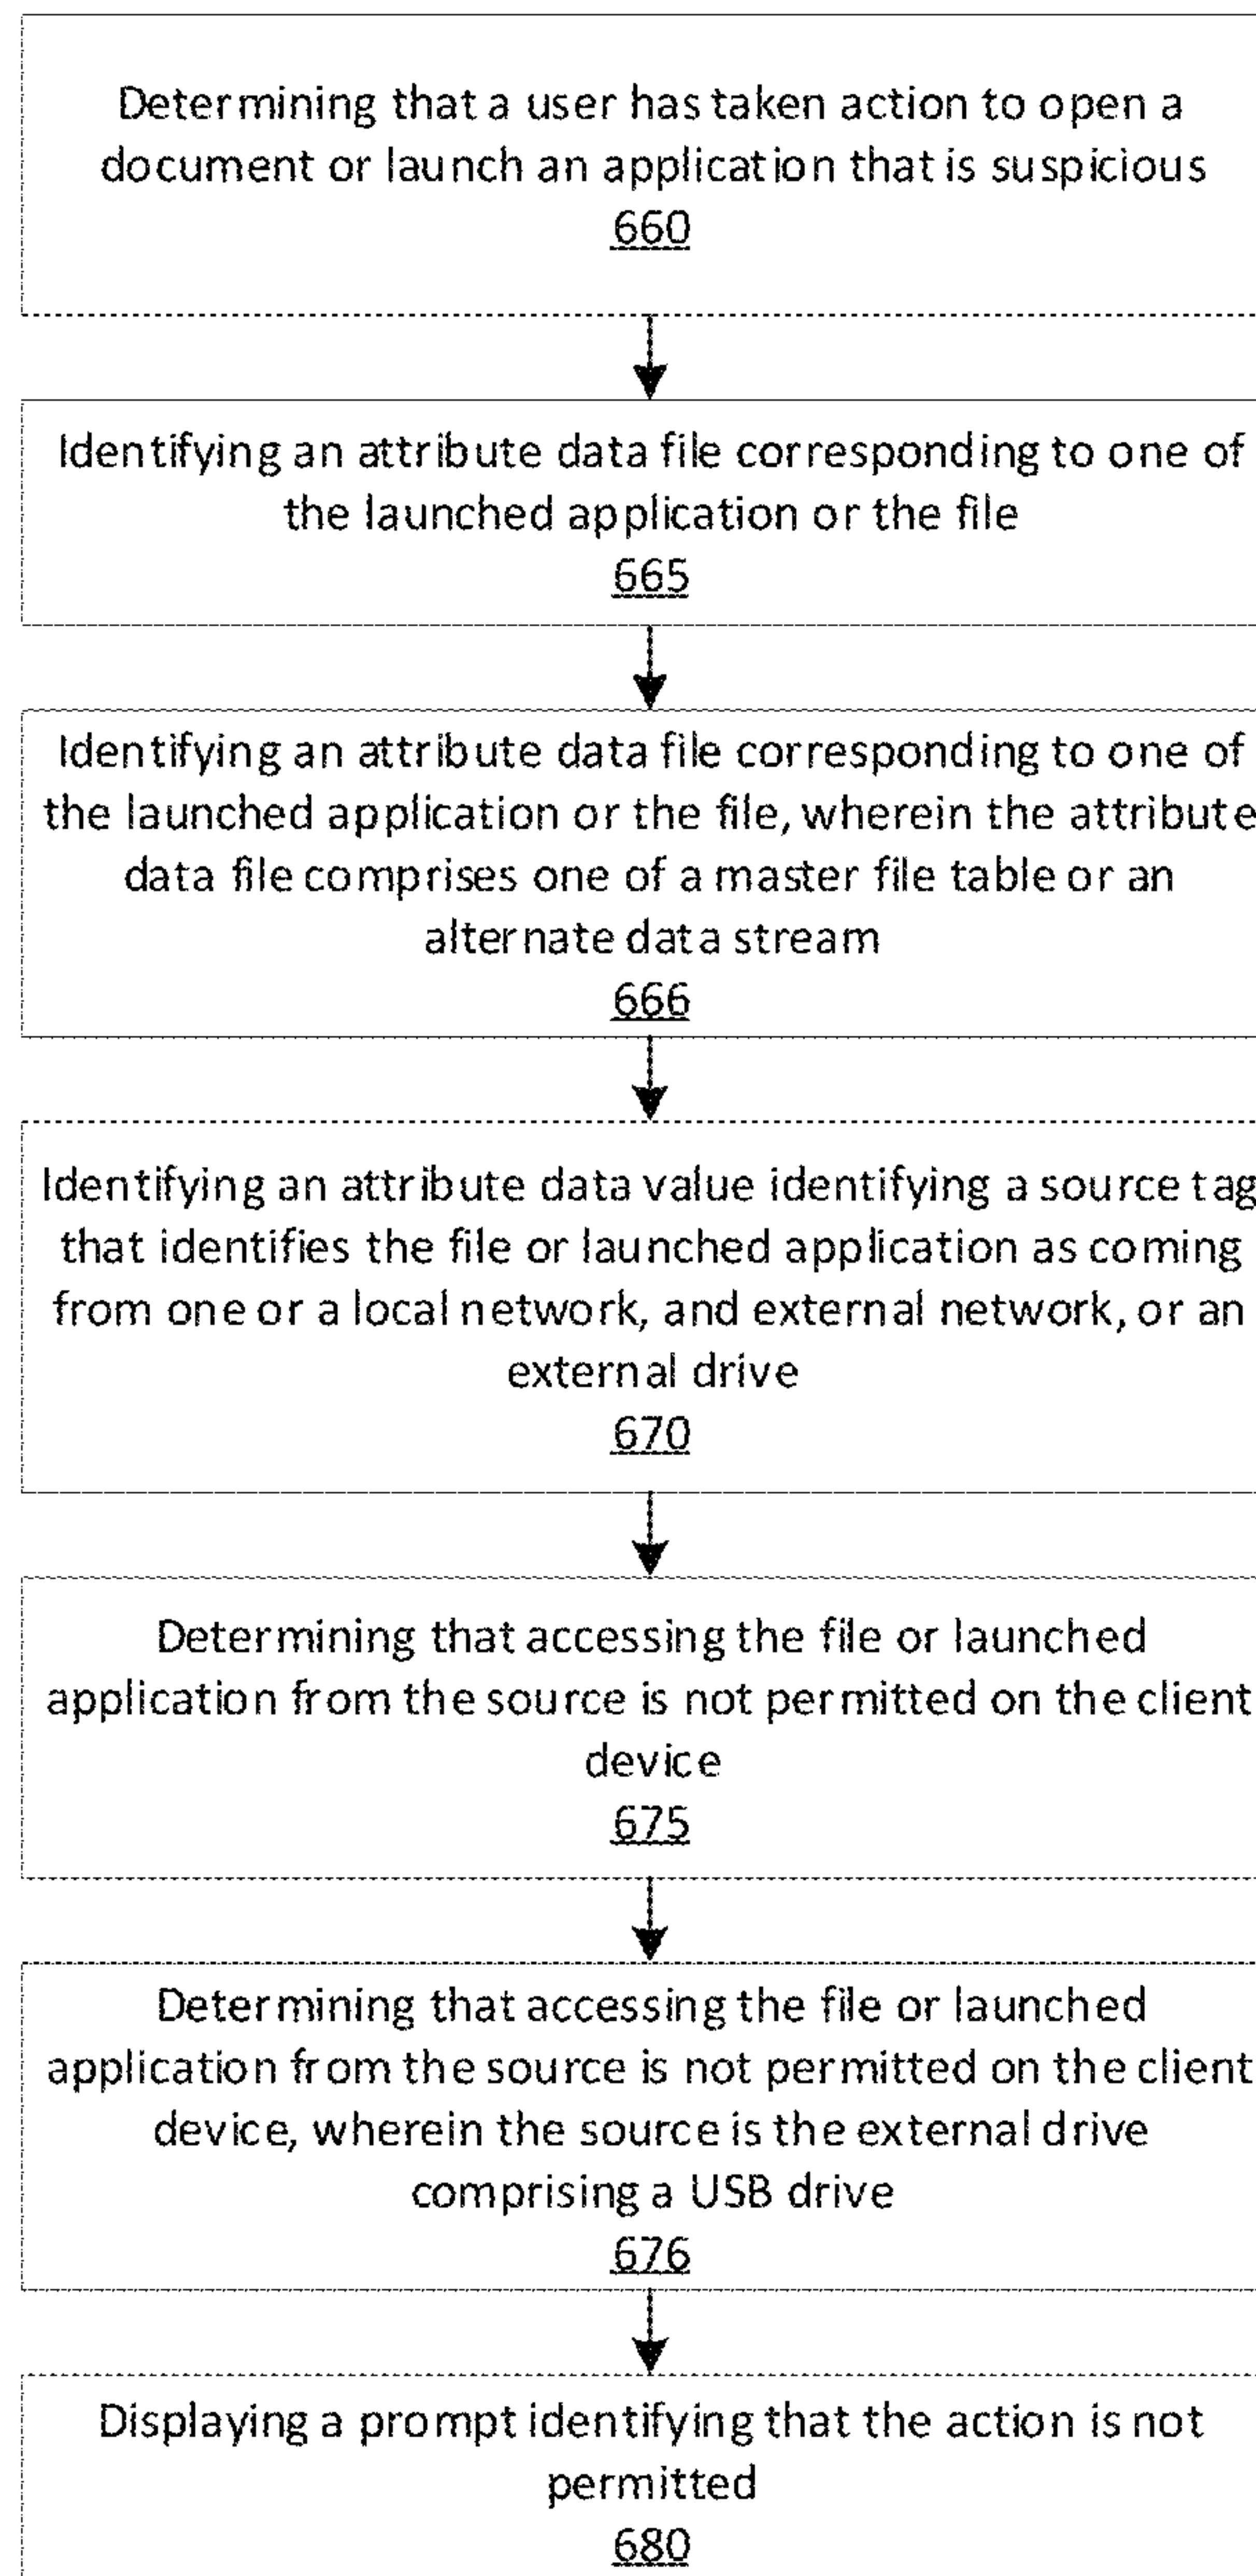 Determining that a user has taken action to open a
document or launch an application that is suspicious
660
Identifying an attribute data file corresponding to one of
the launched application or the file
665
Identifying an attribute data file corresponding to one of
the launched application or the file, wherein the attribute
data file comprises one of a master file table or an
alternate data stream
666
Identifying an attribute data value identifying a source tag
that identifies the file or launched application as coming
from one or a local network, and external network, or an
external drive
670
Determining that accessing the file or launched
application from the source is not permitted on the client
device
675
Determining that accessing the file or launched
application from the source is not permitted on the client
device, wherein the source is the external drive
comprising a USB drive
676
Displaying a prompt identifying that the action is not
permitted
680